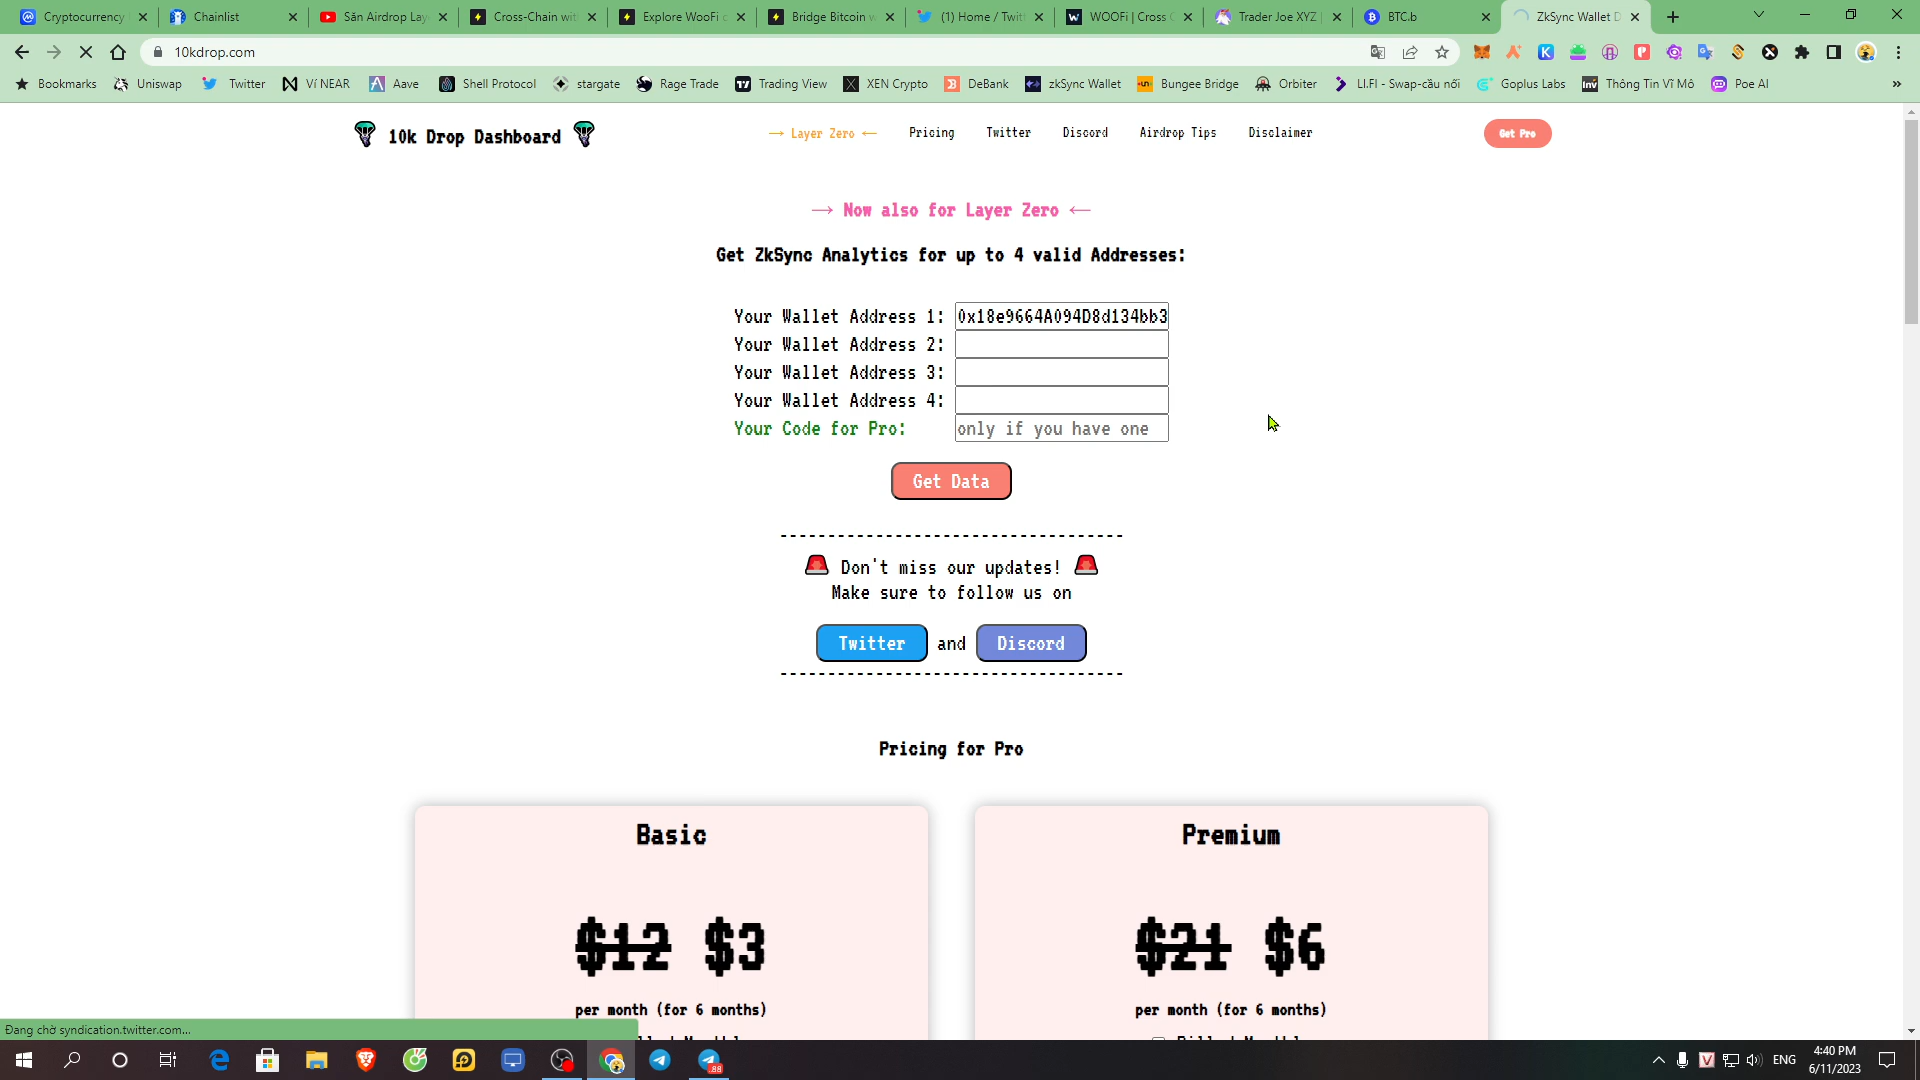 Cryptocurrency
Chainlist
Săn Airdrop Lay
Cross-Chain wit
Explore WooFi c
Bridge Bitcoin w
(1) Home / Twitt
WOOFi | Cross C
Trader Joe XYZ |
BTC.b
ZkSync Wallet D
10kdrop.com
Bookmarks
Uniswap
Twitter
Ví NEAR
Aave
Shell Protocol
stargate
Rage Trade
Trading View
XEN Crypto
DeBank
zkSync Wallet
Bungee Bridge
Orbiter
LI.FI - Swap-cầu nối
Goplus Labs
Thông Tin Vĩ Mô
Poe AI
10k Drop Dashboard
→ Layer Zero ←
Pricing
Twitter
Discord
Airdrop Tips
Disclaimer
Get Pro
→ Now also for Layer Zero ←
Get ZkSync Analytics for up to 4 valid Addresses:
Your Wallet Address 1: 0x18e9664A094D8d134bb3
Your Wallet Address 2:
Your Wallet Address 3:
Your Wallet Address 4:
Your Code for Pro: only if you have one
Get Data
-----------------------------------
Don't miss our updates!
Make sure to follow us on
Twitter and Discord
-----------------------------------
Pricing for Pro
Basic
$12 $3
per month (for 6 months)
Premium
$21 $6
per month (for 6 months)
Đang chờ syndication.twitter.com...
88
ENG
4:40 PM
6/11/2023